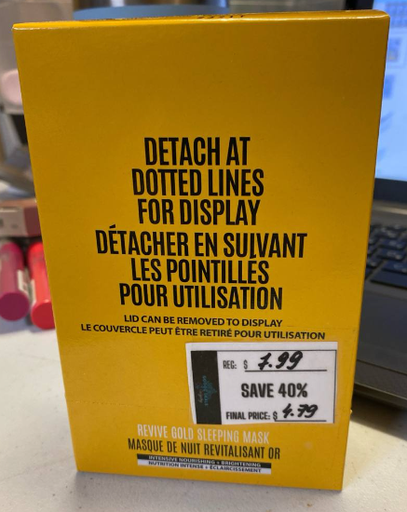 DETACH AT
DOTTED LINES
FOR DISPLAY
DÉTACHER EN SUIVANT
LES POINTILLÉS
POUR UTILISATION
LID CAN BE REMOVED TO DISPLAY
LE COUVERCLE PEUT ÊTRE RETIRÉ POUR UTILISATION
REG: $ 7.99
SAVE 40%
FINAL PRICE: $ 4.79
REVIVE GOLD SLEEPING MASK
MASQUE DE NUIT REVITALISANT OR
INTENSIVE NOURISHING + BRIGHTENING
NUTRITION INTENSE + ÉCLAIRCISSEMENT